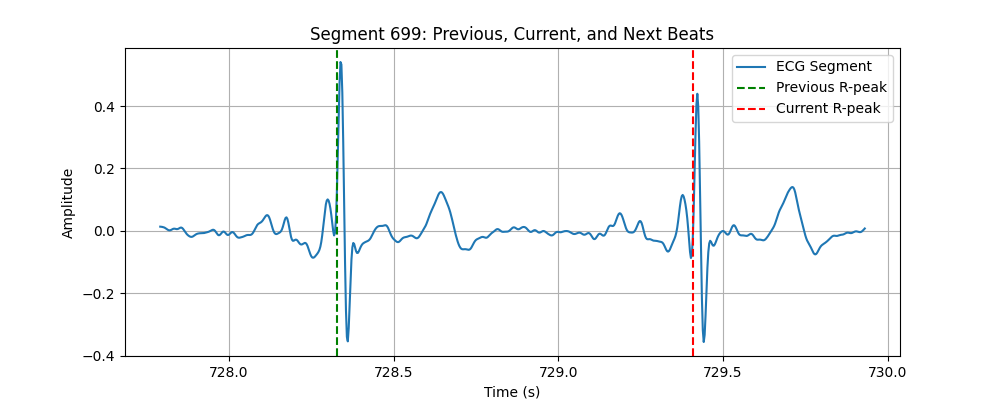 Segment 699: Previous, Current, and Next Beats
ECG Segment
Previous R-peak
Current R-peak
Amplitude
0.4
0.2
0.0
−0.2
−0.4
728.0 728.5 729.0 729.5 730.0
Time (s)